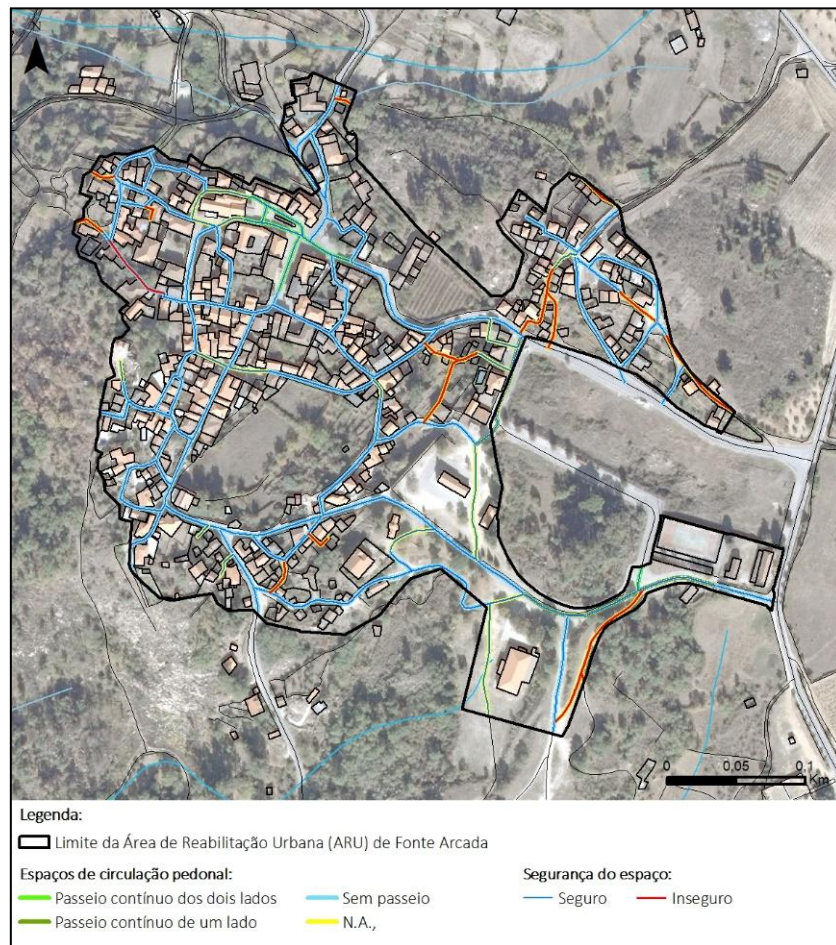 0 0,05 0,1
Km
Legenda:
Limite da Área de Reabilitação Urbana (ARU) de Fonte Arcada
Espaços de circulação pedonal: Segurança do espaço:
Passeio contínuo dos dois lados Sem passeio Seguro Inseguro
Passeio contínuo de um lado N.A.,